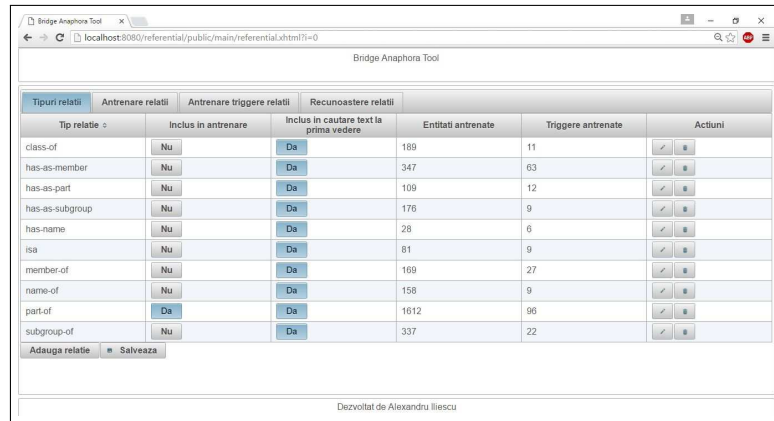 Bridge Anaphora Tool
localhost:8080/referential/public/main/referential.xhtml?i=0
ABP
Bridge Anaphora Tool
Tipuri relatii Antrenare relatii Antrenare triggere relatii Recunoastere relatii
Tip relatie Inclus in antrenare Inclus in cautare text la prima vedere Entitati antrenate Triggere antrenate Actiuni
class-of Nu Da 189 11
has-as-member Nu Da 347 63
has-as-part Nu Da 109 12
has-as-subgroup Nu Da 176 9
has-name Nu Da 28 6
isa Nu Da 81 9
member-of Nu Da 169 27
name-of Nu Da 158 9
part-of Da Da 1612 96
subgroup-of Nu Da 337 22
Adauga relatie Salveaza
Dezvoltat de Alexandru Iliescu